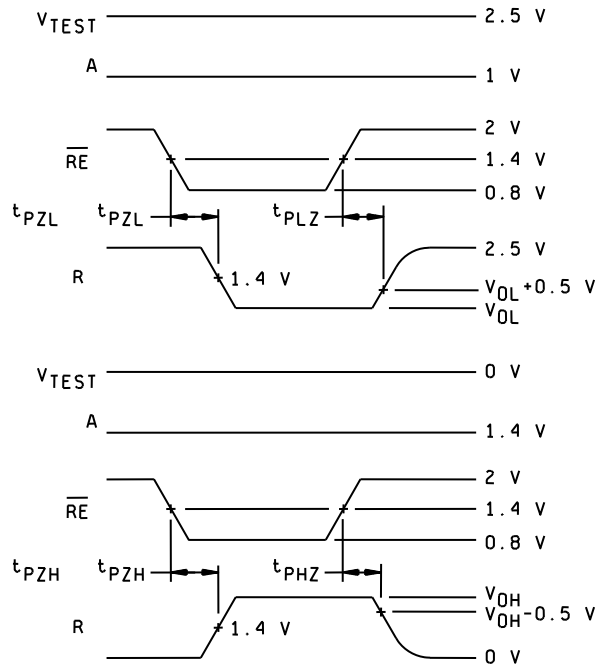 VTEST 2.5 V
A 1 V
2 V
RE 1.4 V
0.8 V
tPZL tPZL tPLZ
2.5 V
R 1.4 V
VOL+0.5 V
VOL
VTEST 0 V
A 1.4 V
2 V
RE 1.4 V
0.8 V
tPZH tPZH tPHZ
VOH
VOH-0.5 V
R 1.4 V
0 V